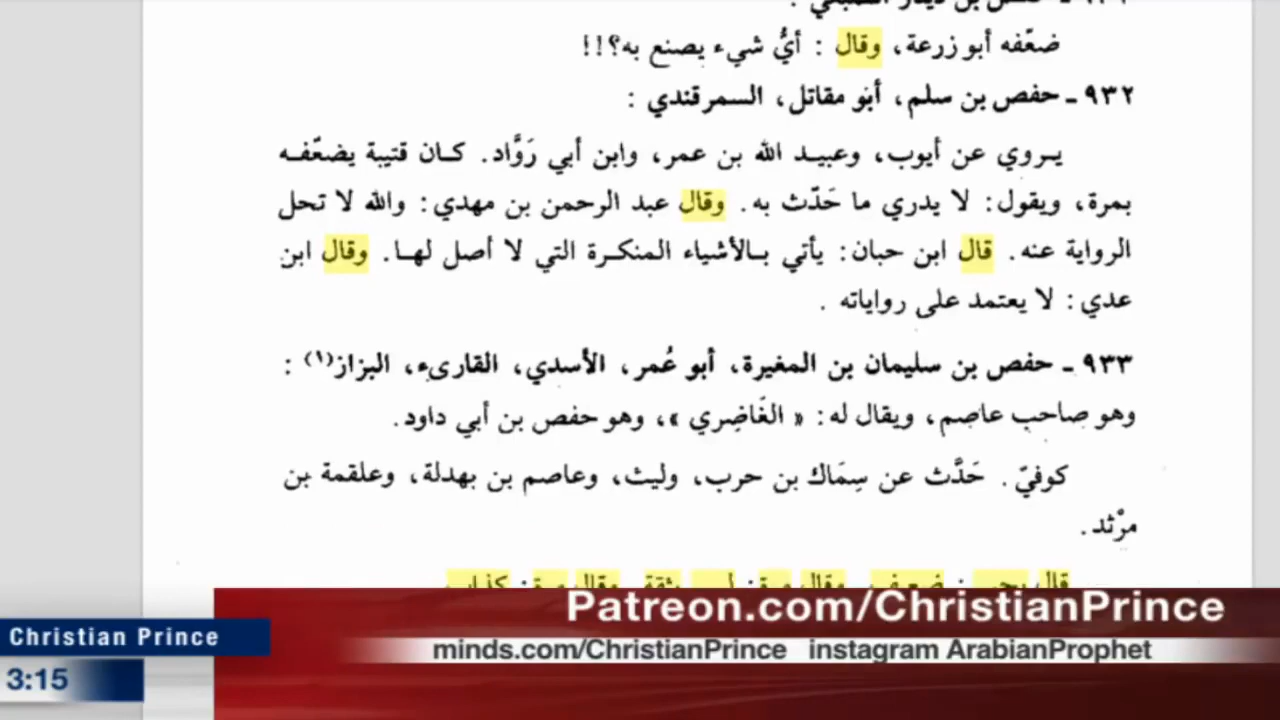 ضعّفه أبو زرعة، وقال : أيُّ شيء يصنع به؟!!
٩٣٢ - حفص بن سلم، أبو مقاتل، السمرقندي :
يروي عن أيوب، وعبيد الله بن عمر، وابن أبي رَوَّاد. كان قتيبة يضعّفه
بمرة، ويقول: لا يدري ما حَدّث به. وقال عبد الرحمن بن مهدي: والله لا تحل
الرواية عنه. قال ابن حبان: يأتي بالأشياء المنكرة التي لا أصل لها. وقال ابن
عدي: لا يعتمد على رواياته .
٩٣٣ - حفص بن سليمان بن المغيرة، أبو عُمر، الأسدي، القارىء، البزاز(١) :
وهو صاحب عاصم، ويقال له: « الغَاضِري »، وهو حفص بن أبي داود.
كوفيّ. حَدَّث عن سِمَاك بن حرب، وليث، وعاصم بن بهدلة، وعلقمة بن
مرْثد.
Patreon.com/ChristianPrince
Christian Prince
minds.com/ChristianPrince instagram ArabianProphet
3:15